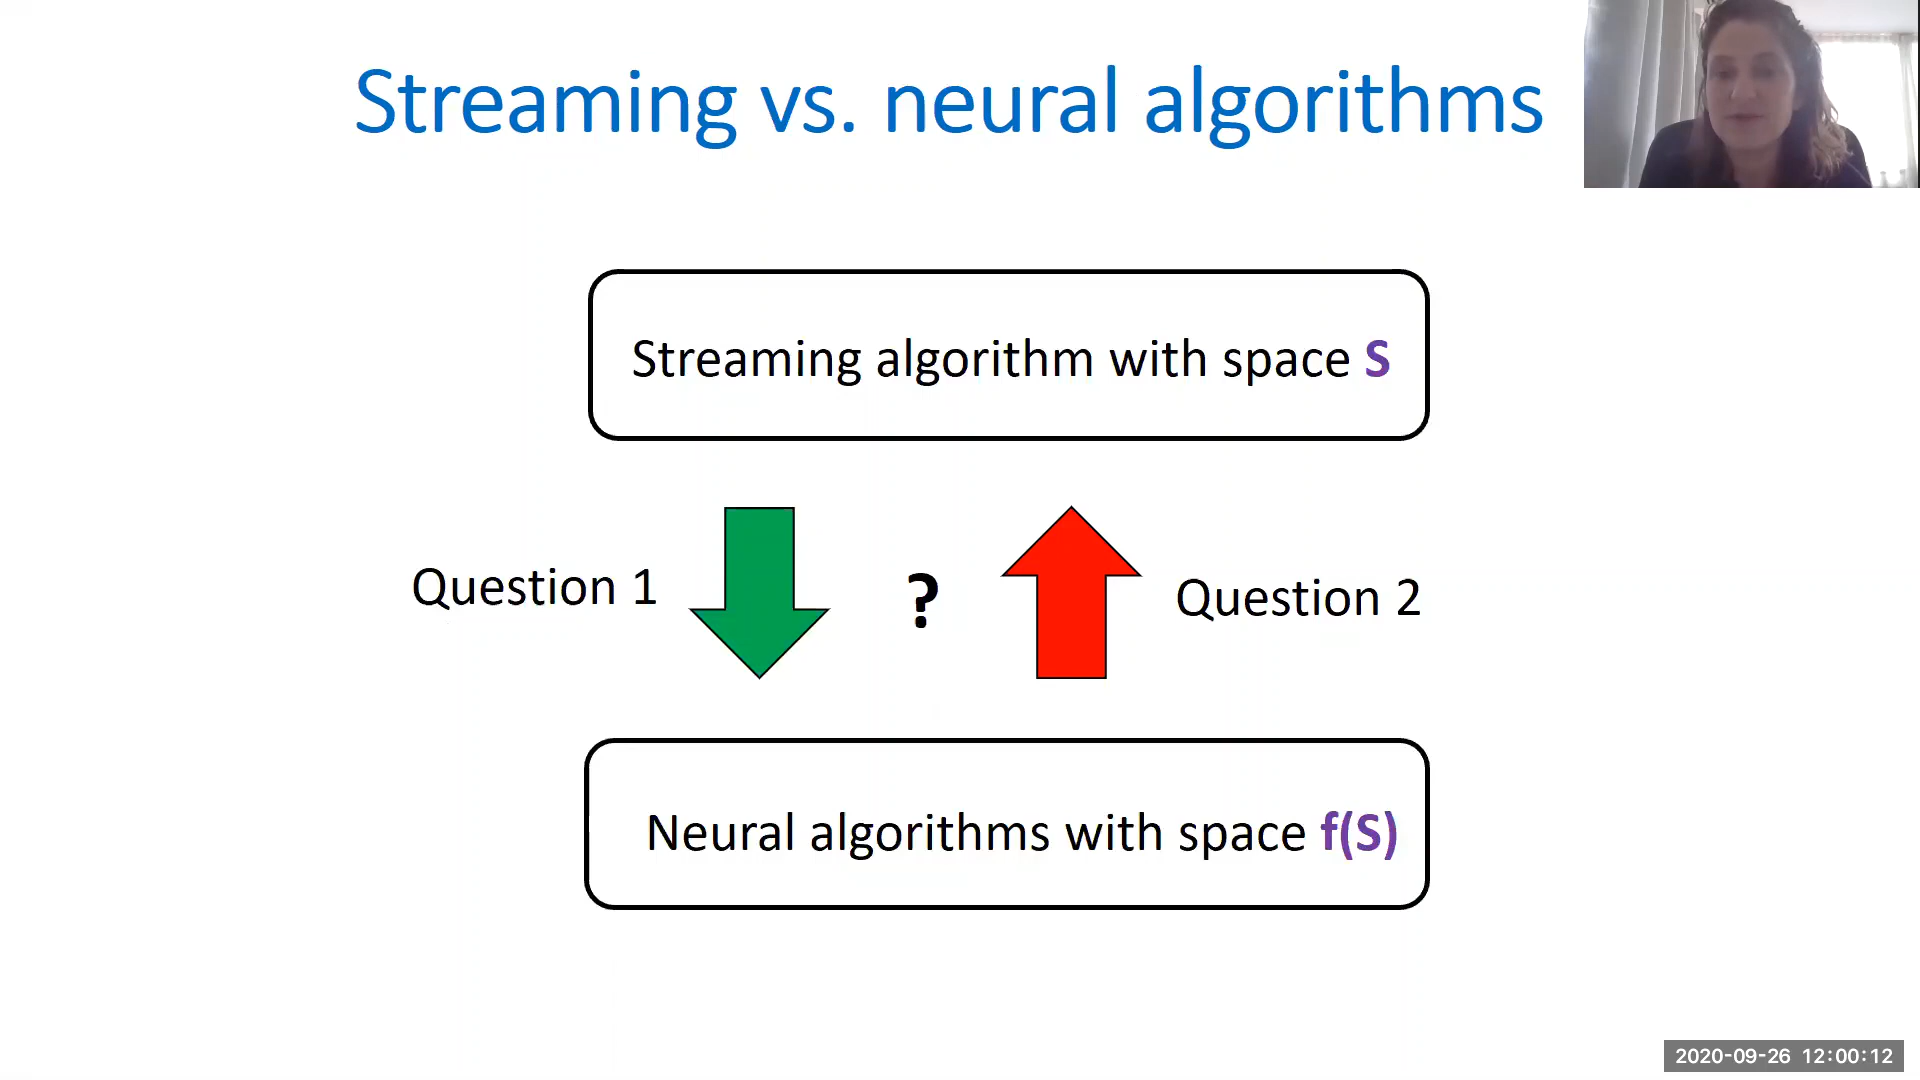 Streaming vs. neural algorithms
Streaming algorithm with space S
Question 1
?
Question 2
Neural algorithms with space f(S)
2020-09-26 12:00:12